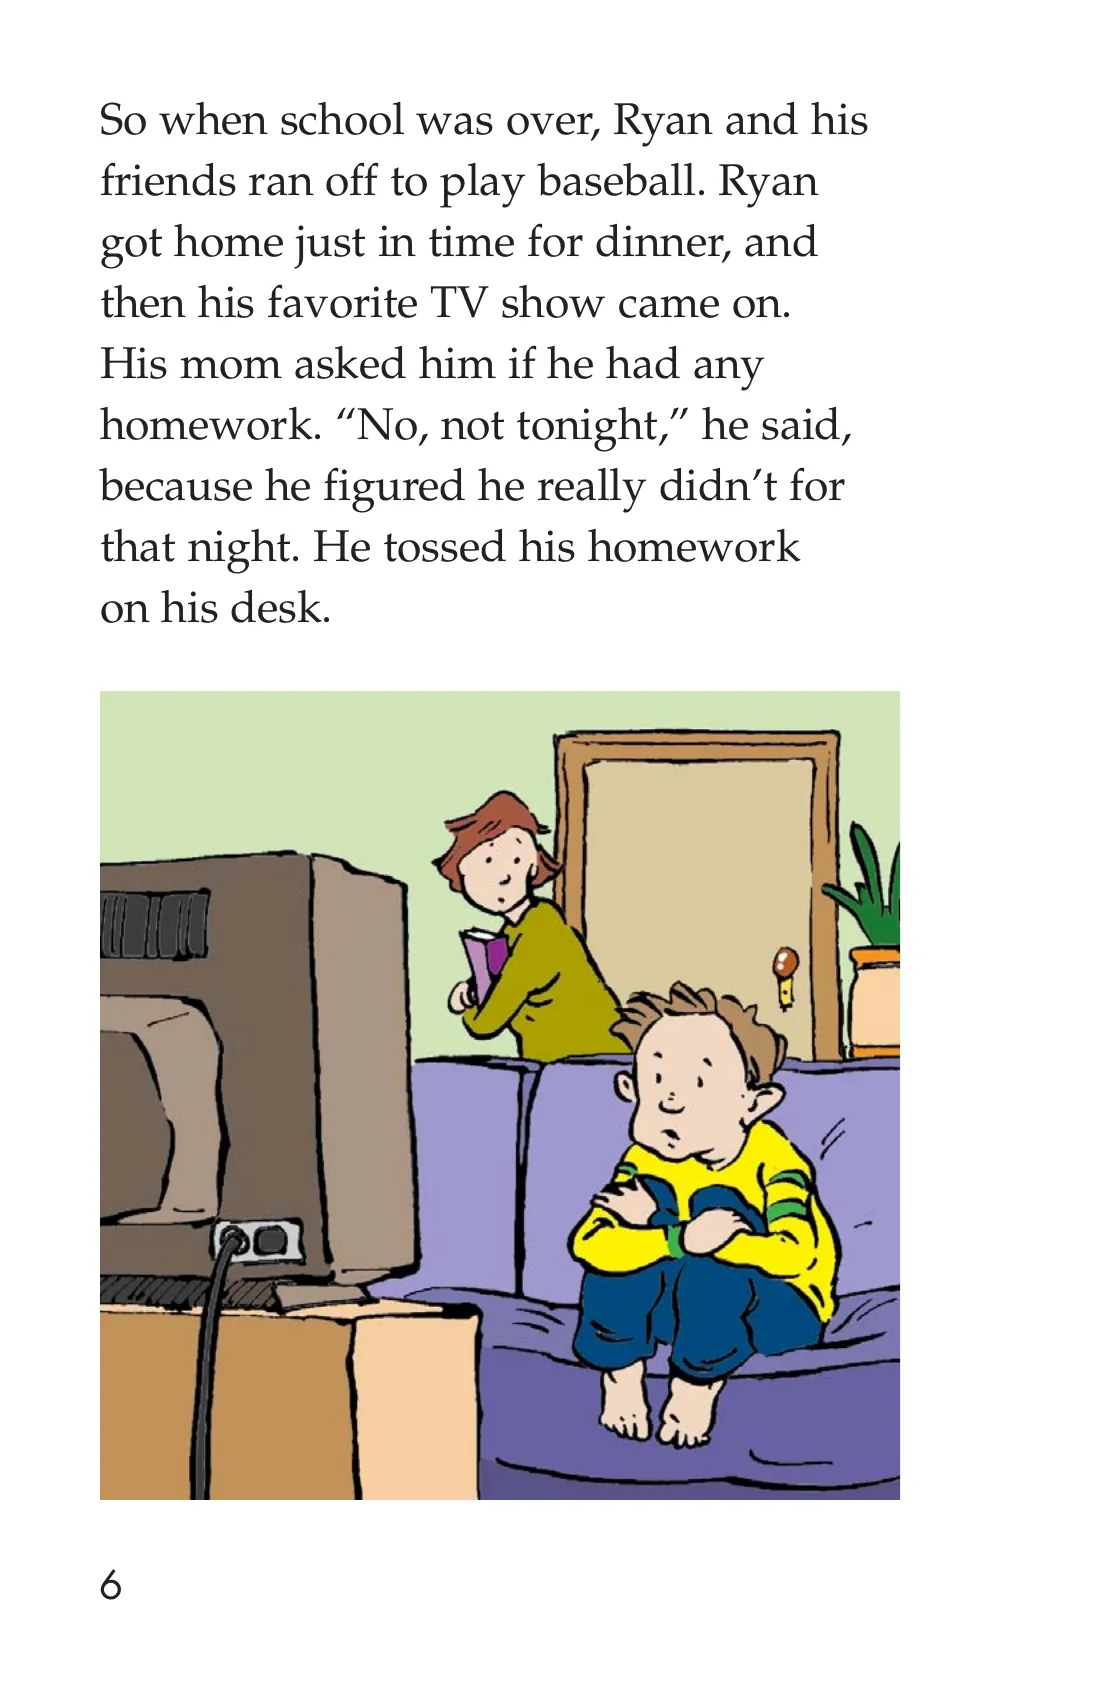 So when school was over, Ryan and his
friends ran off to play baseball. Ryan
got home just in time for dinner, and
then his favorite TV show came on.
His mom asked him if he had any
homework. “No, not tonight,” he said,
because he figured he really didn’t for
that night. He tossed his homework
on his desk.
6